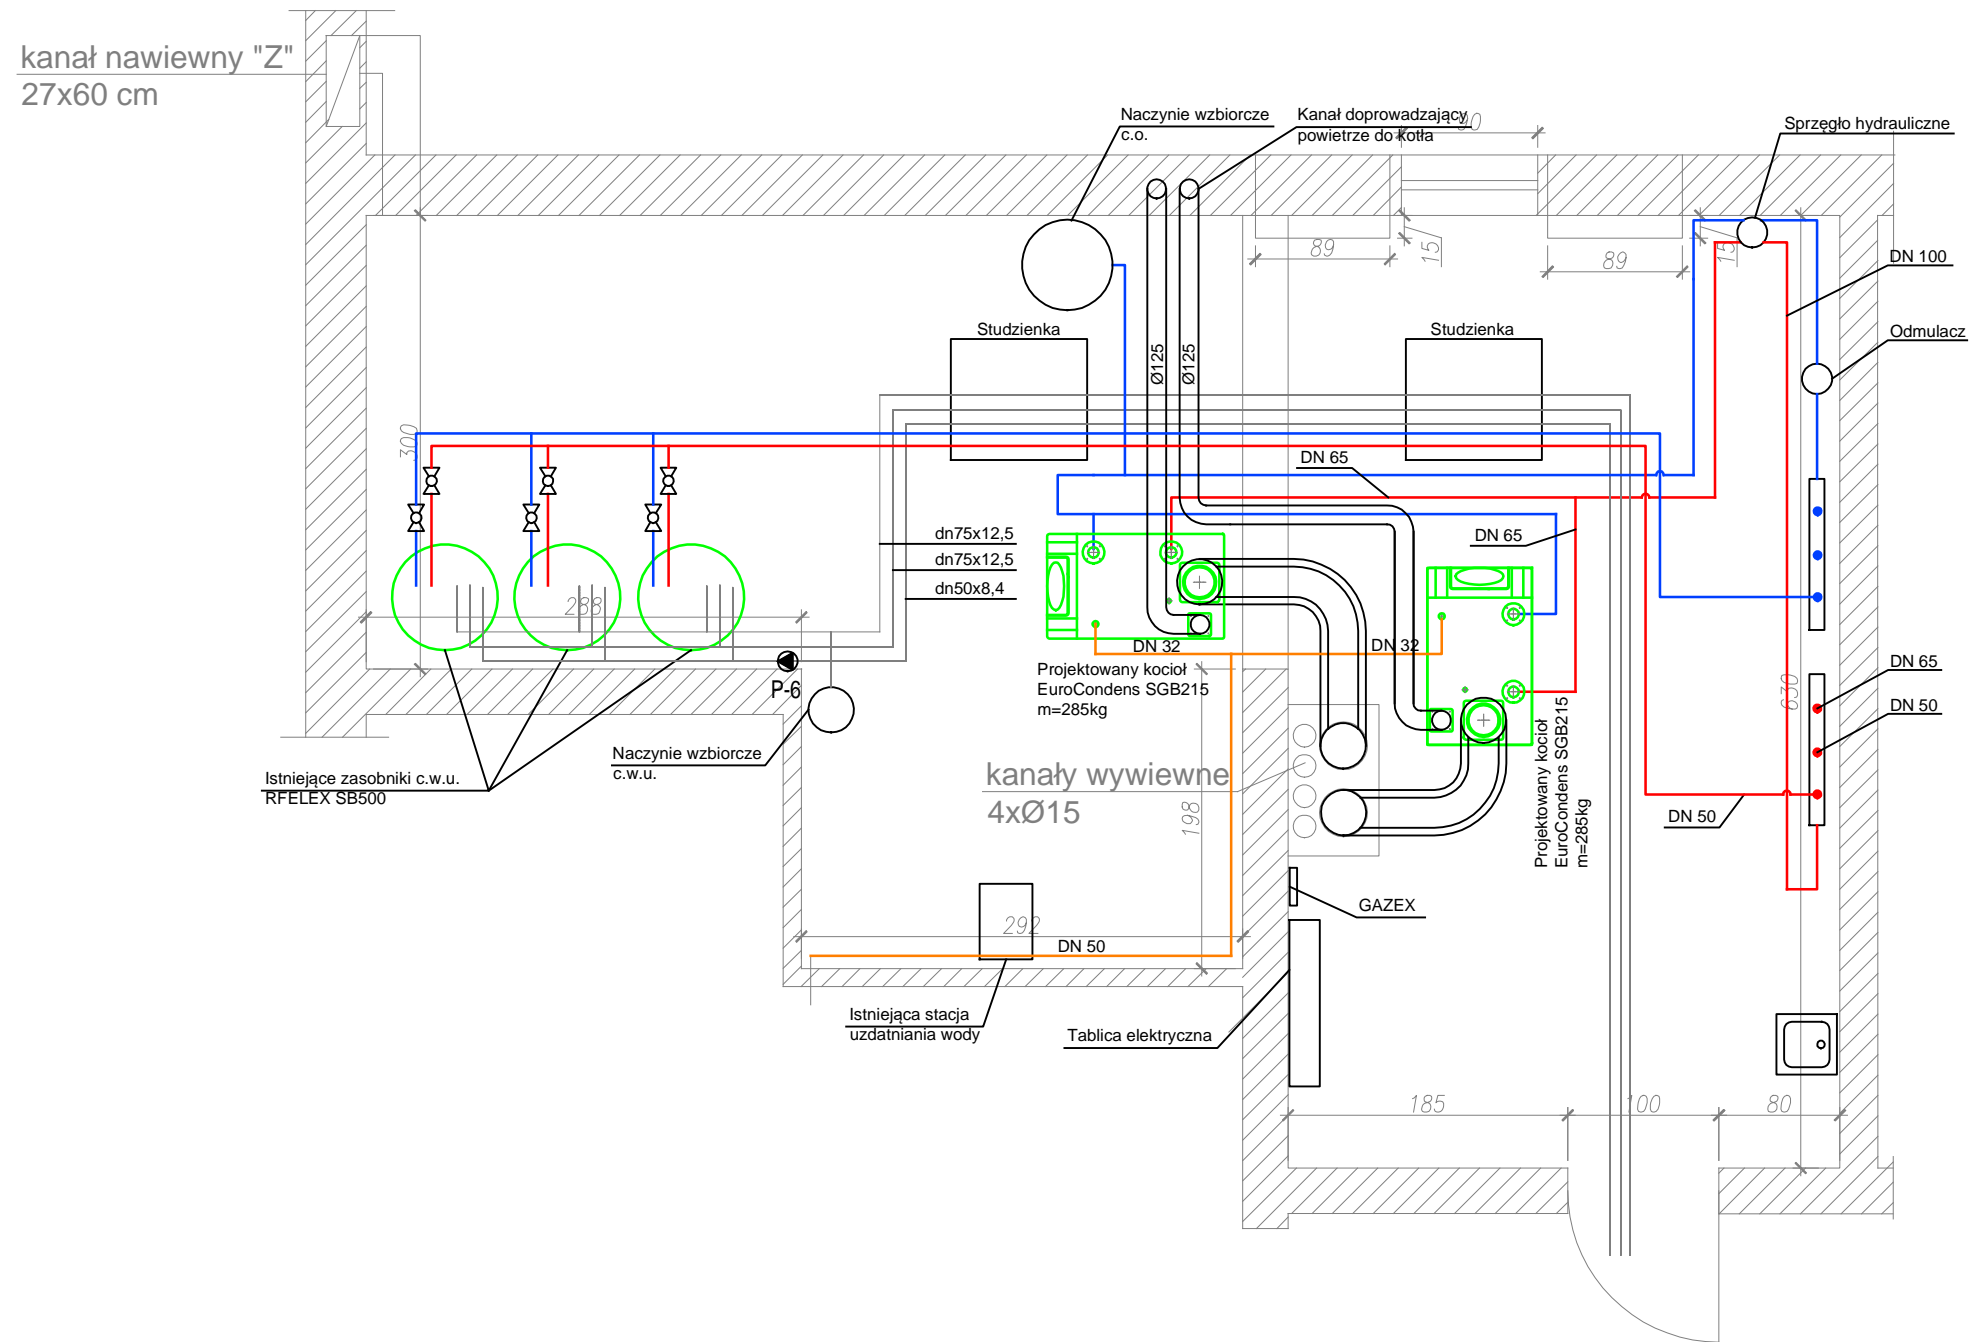 kanał nawiewny "Z"
27x60 cm
Naczynie wzbiorcze
c.o.
Kanał doprowadzający
powietrze do kotła
90
Sprzęgło hydrauliczne
89
15
89
15
DN 100
Odmulacz
Studzienka
Studzienka
Ø125
Ø125
300
DN 65
DN 65
dn75x12,5
dn75x12,5
dn50x8,4
288
DN 32
DN 32
Projektowany kocioł
EuroCondens SGB215
m=285kg
P-6
DN 65
630
DN 50
Naczynie wzbiorcze
c.w.u.
Istniejące zasobniki c.w.u.
RFELEX SB500
kanały wywiewne
4xØ15
198
Projektowany kocioł
EuroCondens SGB215
m=285kg
DN 50
GAZEX
292
DN 50
Istniejąca stacja
uzdatniania wody
Tablica elektryczna
185
100
80